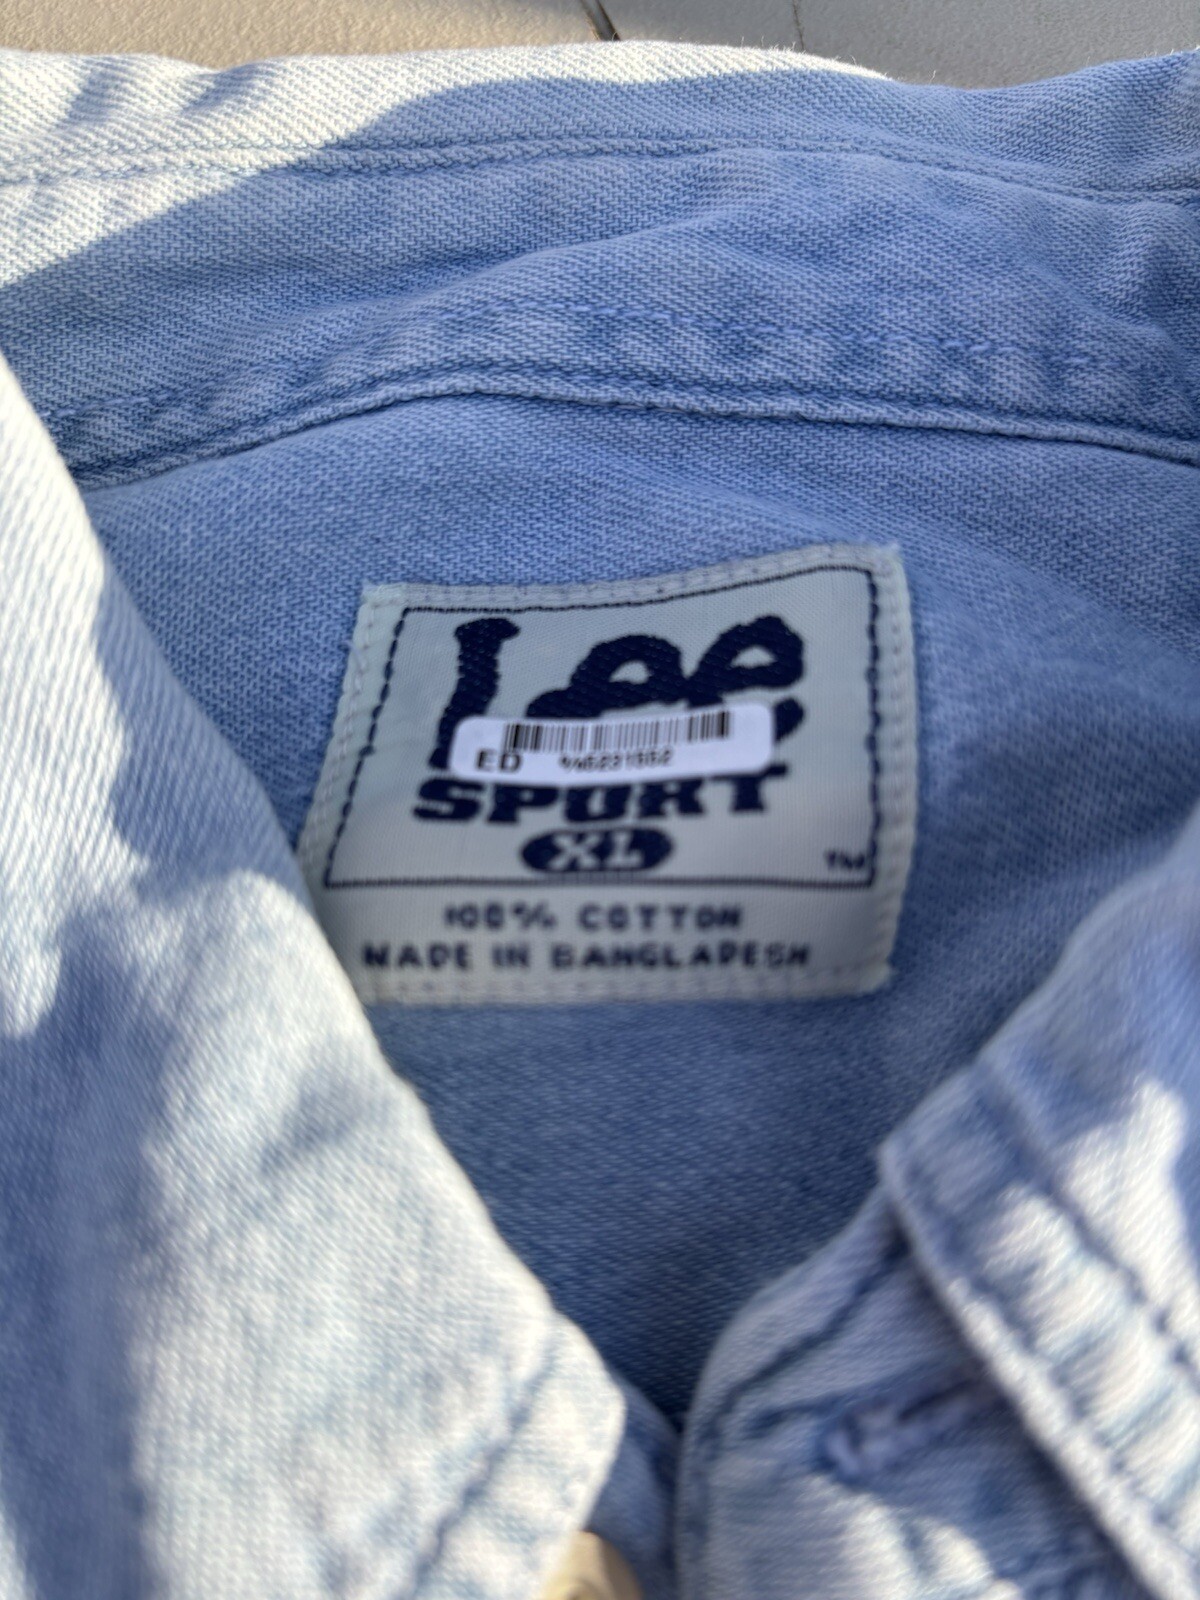 Lee
ED
SPORT
XL
TM
100% COTTON
MADE IN BANGLADESH